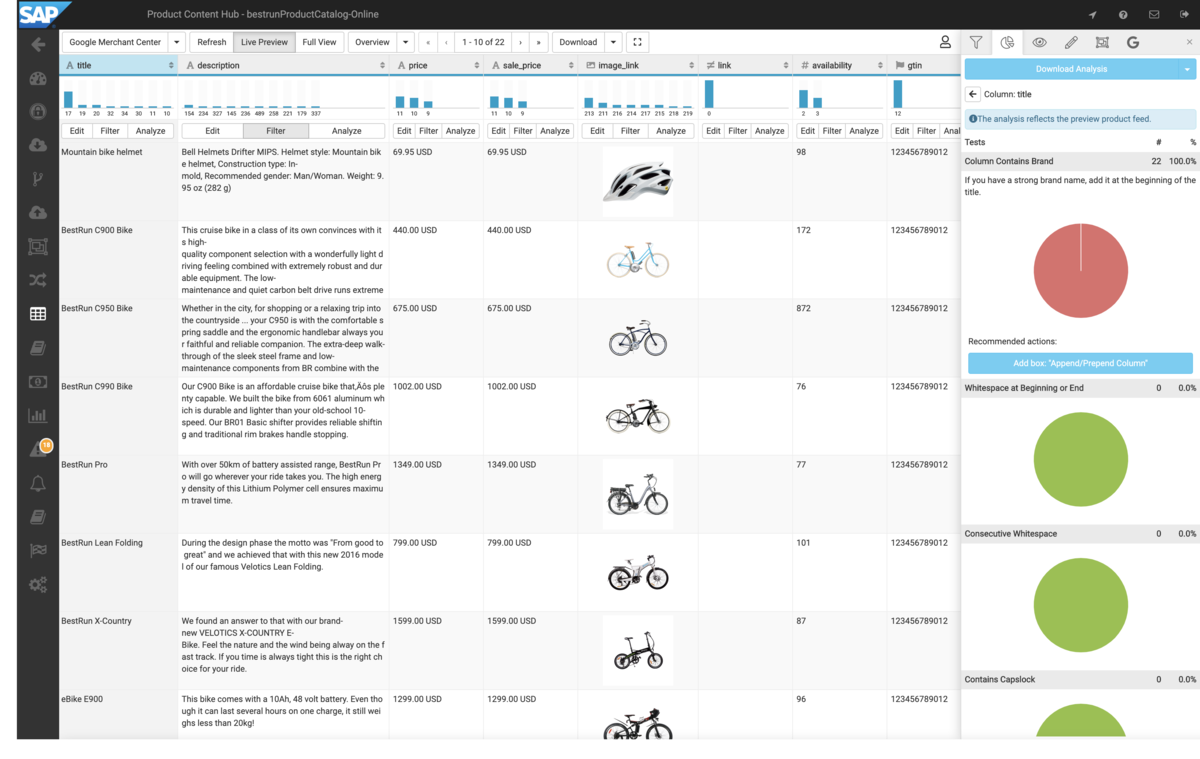 SAP Product Content Hub - bestrunProductCatalog-Online
Google Merchant Center Refresh Live Preview Full View Overview « ‹ 1 - 10 of 22 › » Download
title description price sale_price image_link link availability gtin
17 19 20 32 34 30 11 10 154 234 327 145 236 489 258 221 179 337 11 10 9 11 10 9 213 211 216 214 217 215 218 219 0 2 3 12
Edit Filter Analyze Edit Filter Analyze Edit Filter Analyze Edit Filter Analyze Edit Filter Analyze Edit Filter Analyze Edit Filter Analyze Edit Filter Anal
Mountain bike helmet
Bell Helmets Drifter MIPS. Helmet style: Mountain bik
e helmet, Construction type: In-
mold, Recommended gender: Man/Woman. Weight: 9.
95 oz (282 g)
69.95 USD 69.95 USD 98 123456789012
BestRun C900 Bike
This cruise bike in a class of its own convinces with it
s high-
quality component selection with a wonderfully light d
riving feeling combined with extremely robust and dur
able equipment. The low-
maintenance and quiet carbon belt drive runs extreme
440.00 USD 440.00 USD 172 123456789012
BestRun C950 Bike
Whether in the city, for shopping or a relaxing trip into
the countryside ... your C950 is with the comfortable s
pring saddle and the ergonomic handlebar always you
r faithful and reliable companion. The extra-deep walk-
through of the sleek steel frame and low-
maintenance components from BR combine with the
675.00 USD 675.00 USD 872 123456789012
BestRun C990 Bike
Our C900 Bike is an affordable cruise bike that‚Äôs ple
nty capable. We built the bike from 6061 aluminum wh
ich is durable and lighter than your old-school 10-
speed. Our BR01 Basic shifter provides reliable shiftin
g and traditional rim brakes handle stopping.
1002.00 USD 1002.00 USD 76 123456789012
BestRun Pro
With over 50km of battery assisted range, BestRun Pr
o will go wherever your ride takes you. The high energ
y density of this Lithium Polymer cell ensures maximu
m travel time.
1349.00 USD 1349.00 USD 77 123456789012
BestRun Lean Folding
During the design phase the motto was "From good to
great" and we achieved that with this new 2016 mode
l of our famous Velotics Lean Folding.
799.00 USD 799.00 USD 101 123456789012
BestRun X-Country
We found an answer to that with our brand-
new VELOTICS X-COUNTRY E-
Bike. Feel the nature and the wind being alway on the f
ast track. If you time is always tight this is the right ch
oice for your ride.
1599.00 USD 1599.00 USD 87 123456789012
eBike E900
This bike comes with a 10Ah, 48 volt battery. Even tho
ugh it can last several hours on one charge, it still wei
ghs less than 20kg!
1299.00 USD 1299.00 USD 96 123456789012
18
Download Analysis
Column: title
The analysis reflects the preview product feed.
Tests # %
Column Contains Brand 22 100.0%
If you have a strong brand name, add it at the beginning of the
title.
Recommended actions:
Add box: "Append/Prepend Column"
Whitespace at Beginning or End 0 0.0%
Consecutive Whitespace 0 0.0%
Contains Capslock 0 0.0%